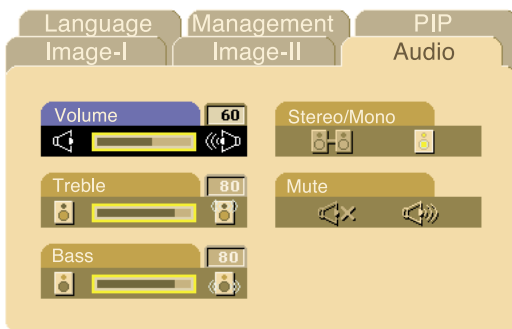 Language Management PIP
Image-I Image-II Audio
Volume 60 Stereo/Mono
Treble 80 Mute
Bass 80